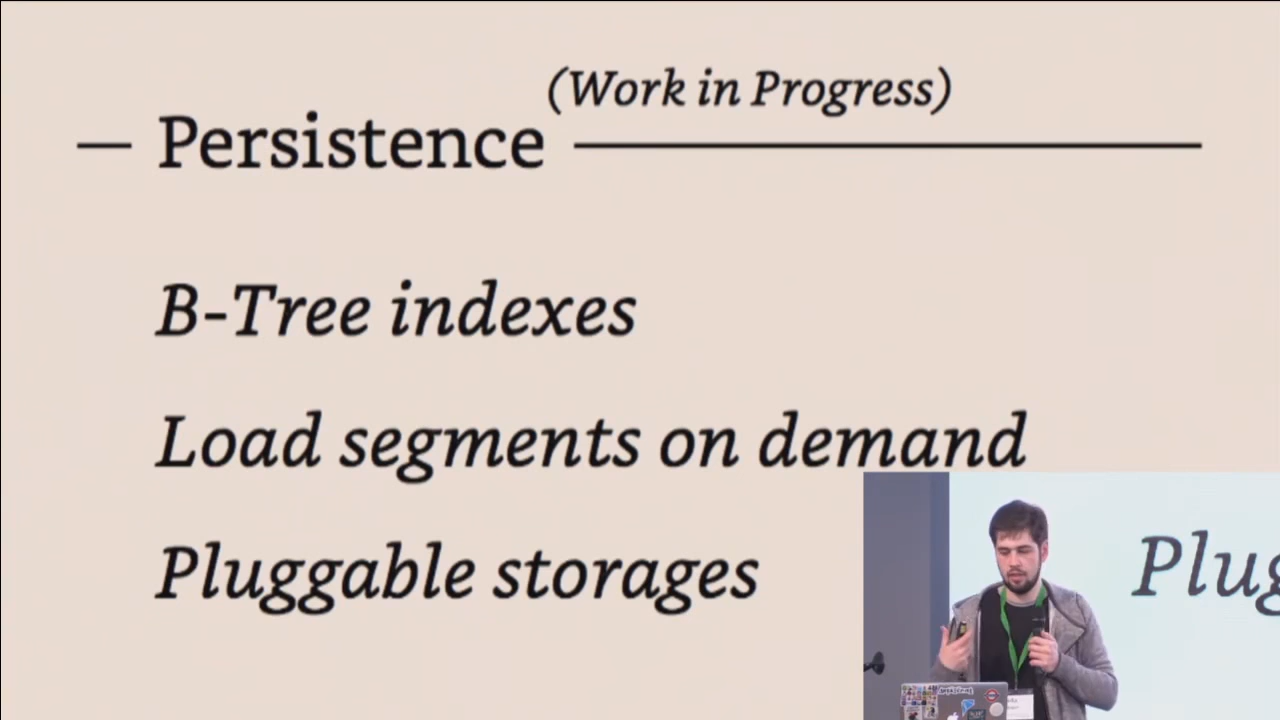 (Work in Progress)
Persistence
B-Tree indexes
Load segments on demand
Pluggable storages
Plug